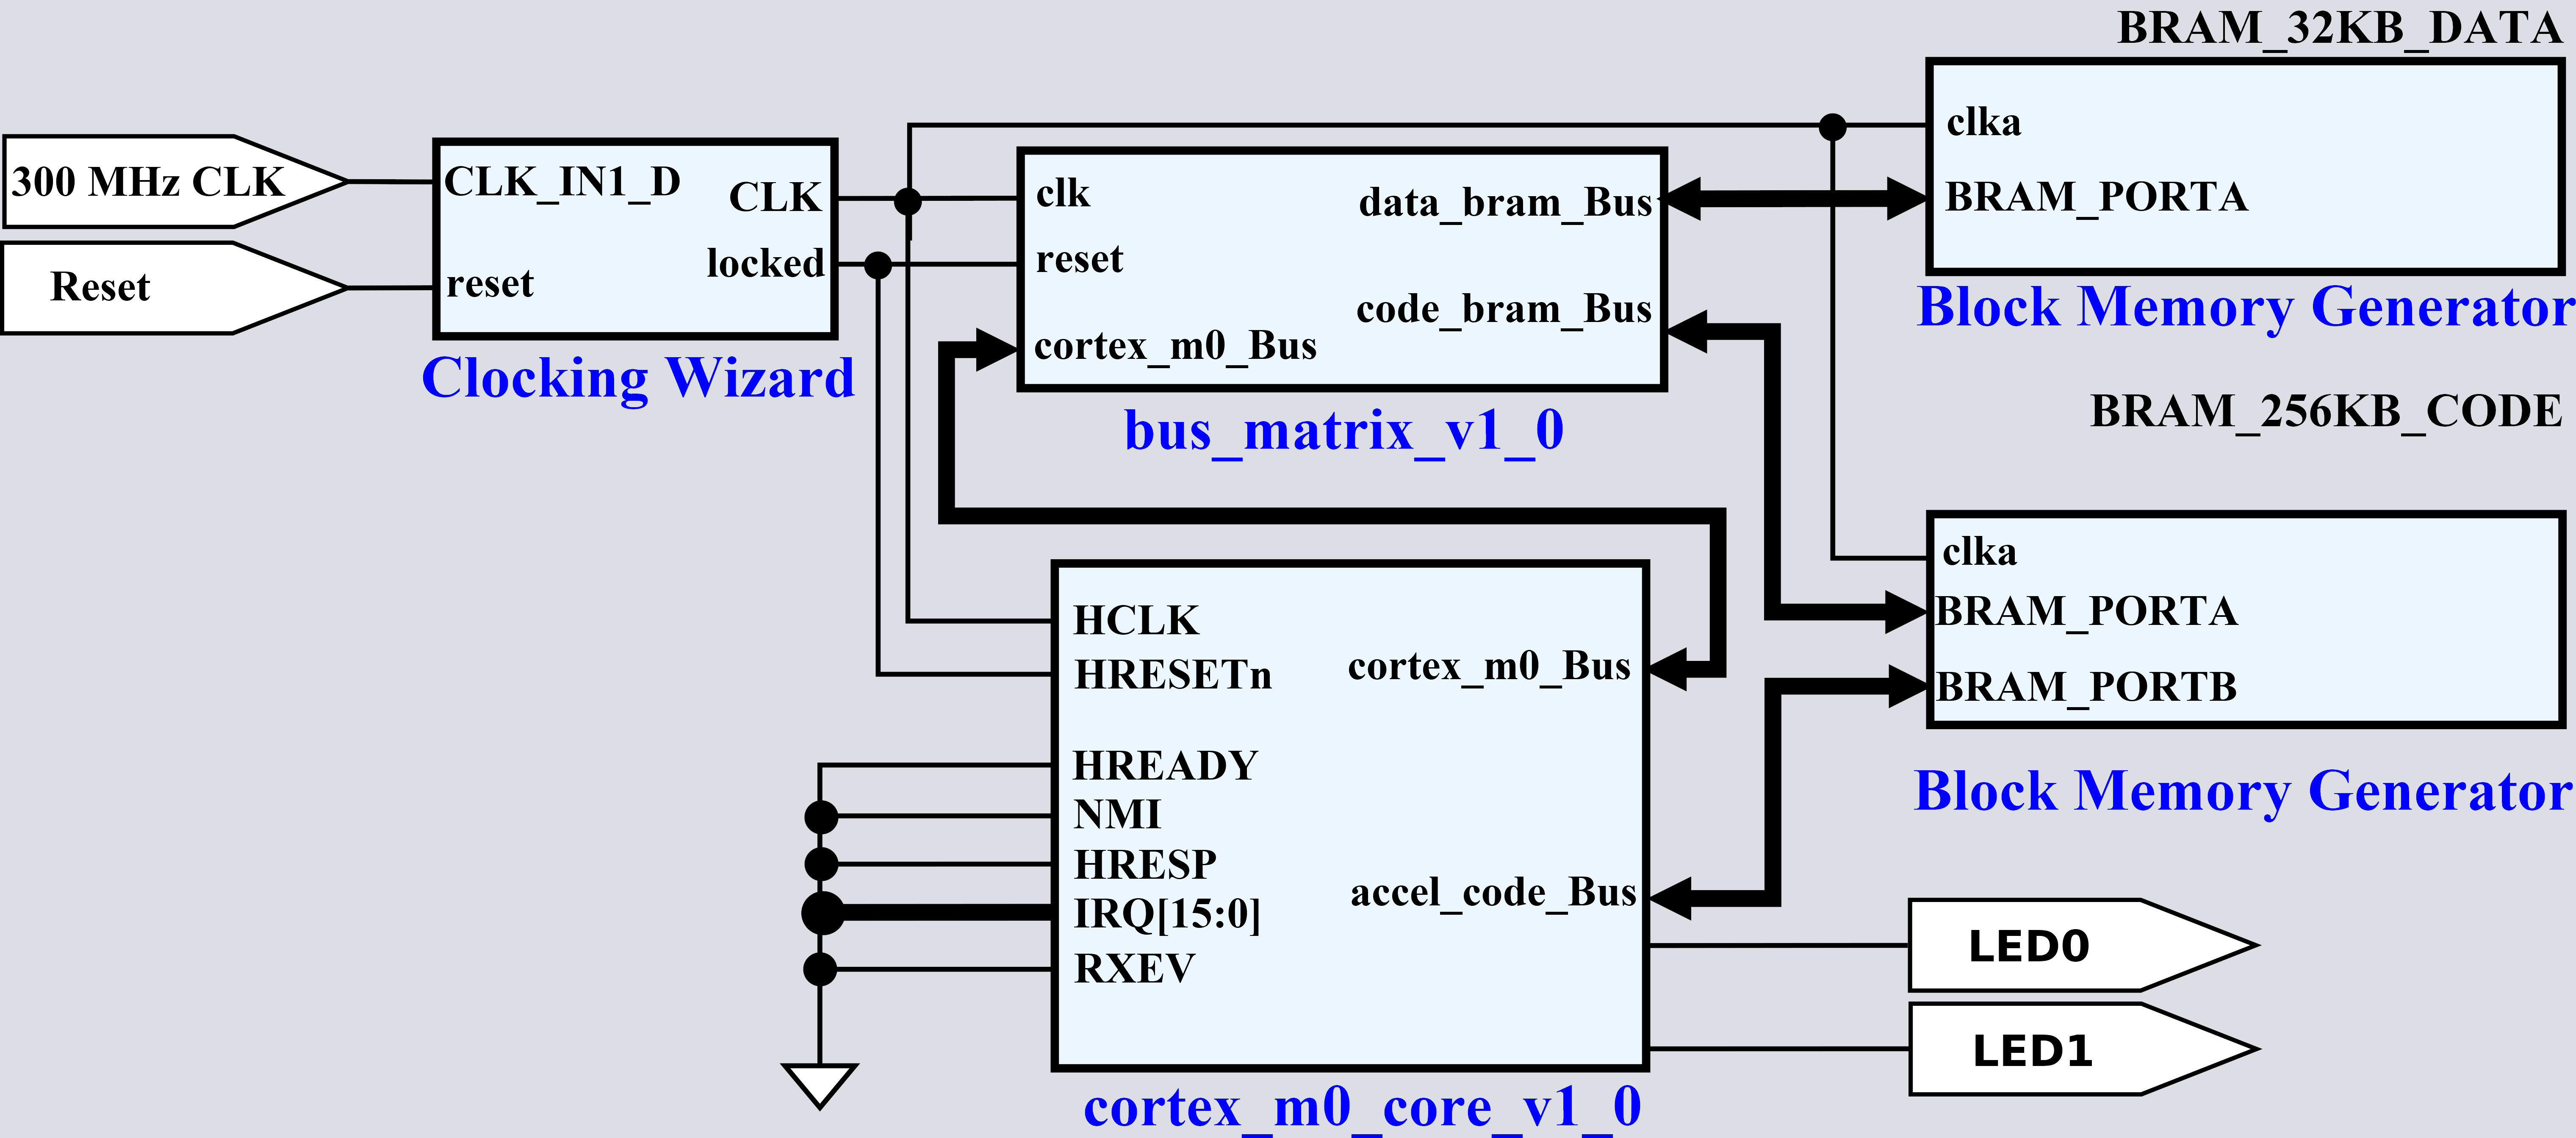 BRAM_32KB_DATA
300 MHz CLK
Reset
CLK_IN1_D
CLK
locked
reset
Clocking Wizard
clk
reset
cortex_m0_Bus
data_bram_Bus
code_bram_Bus
bus_matrix_v1_0
clka
BRAM_PORTA
Block Memory Generator
BRAM_256KB_CODE
clka
BRAM_PORTA
BRAM_PORTB
Block Memory Generator
HCLK
HRESETn
HREADY
NMI
HRESP
IRQ[15:0]
RXEV
cortex_m0_Bus
accel_code_Bus
cortex_m0_core_v1_0
LED0
LED1